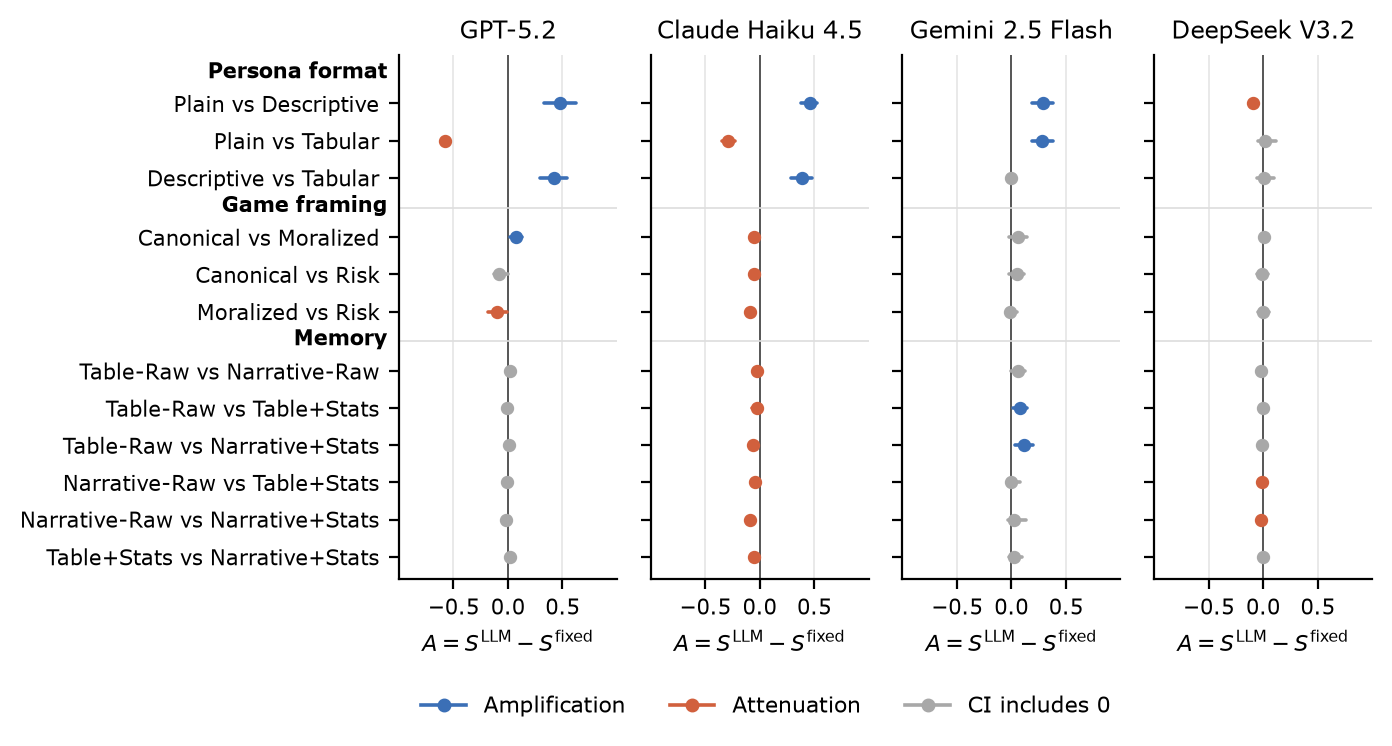 GPT-5.2
Claude Haiku 4.5
Gemini 2.5 Flash
DeepSeek V3.2
Persona format
Plain vs Descriptive
Plain vs Tabular
Descriptive vs Tabular
Game framing
Canonical vs Moralized
Canonical vs Risk
Moralized vs Risk
Memory
Table-Raw vs Narrative-Raw
Table-Raw vs Table+Stats
Table-Raw vs Narrative+Stats
Narrative-Raw vs Table+Stats
Narrative-Raw vs Narrative+Stats
Table+Stats vs Narrative+Stats
−0.5 0.0 0.5
−0.5 0.0 0.5
−0.5 0.0 0.5
−0.5 0.0 0.5
A = S^LLM − S^fixed
A = S^LLM − S^fixed
A = S^LLM − S^fixed
A = S^LLM − S^fixed
Amplification
Attenuation
CI includes 0